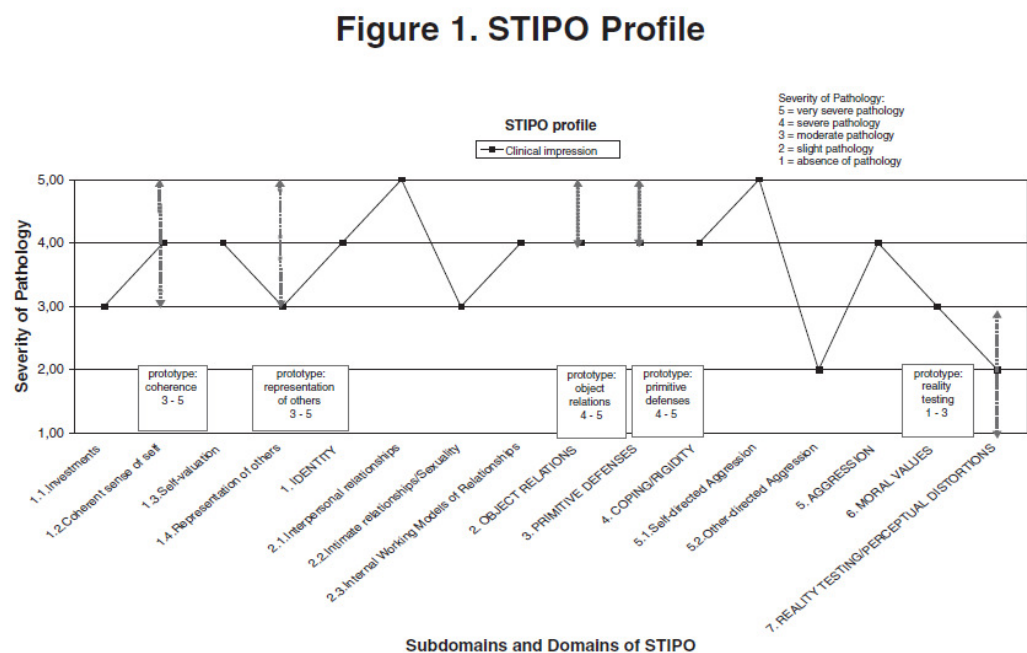 Figure 1. STIPO Profile
Severity of Pathology:
5 = very severe pathology
4 = severe pathology
3 = moderate pathology
2 = slight pathology
1 = absence of pathology
STIPO profile
Clinical impression
Severity of Pathology
5,00
4,00
3,00
2,00
1,00
prototype:
coherence
3 - 5
prototype:
representation
of others
3 - 5
prototype:
object
relations
4 - 5
prototype:
primitive
defenses
4 - 5
prototype:
reality
testing
1 - 3
1.1.Investments
1.2.Coherent sense of self
1.3.Self-valuation
1.4.Representation of others
1. IDENTITY
2.1.Interpersonal relationships
2.2.Intimate relationships/Sexuality
2.3.Internal Working Models of Relationships
2. OBJECT RELATIONS
3. PRIMITIVE DEFENSES
4. COPING/RIGIDITY
5.1.Self-directed Aggression
5.2.Other-directed Aggression
5. AGGRESSION
6. MORAL VALUES
7. REALITY TESTING/PERCEPTUAL DISTORTIONS
Subdomains and Domains of STIPO